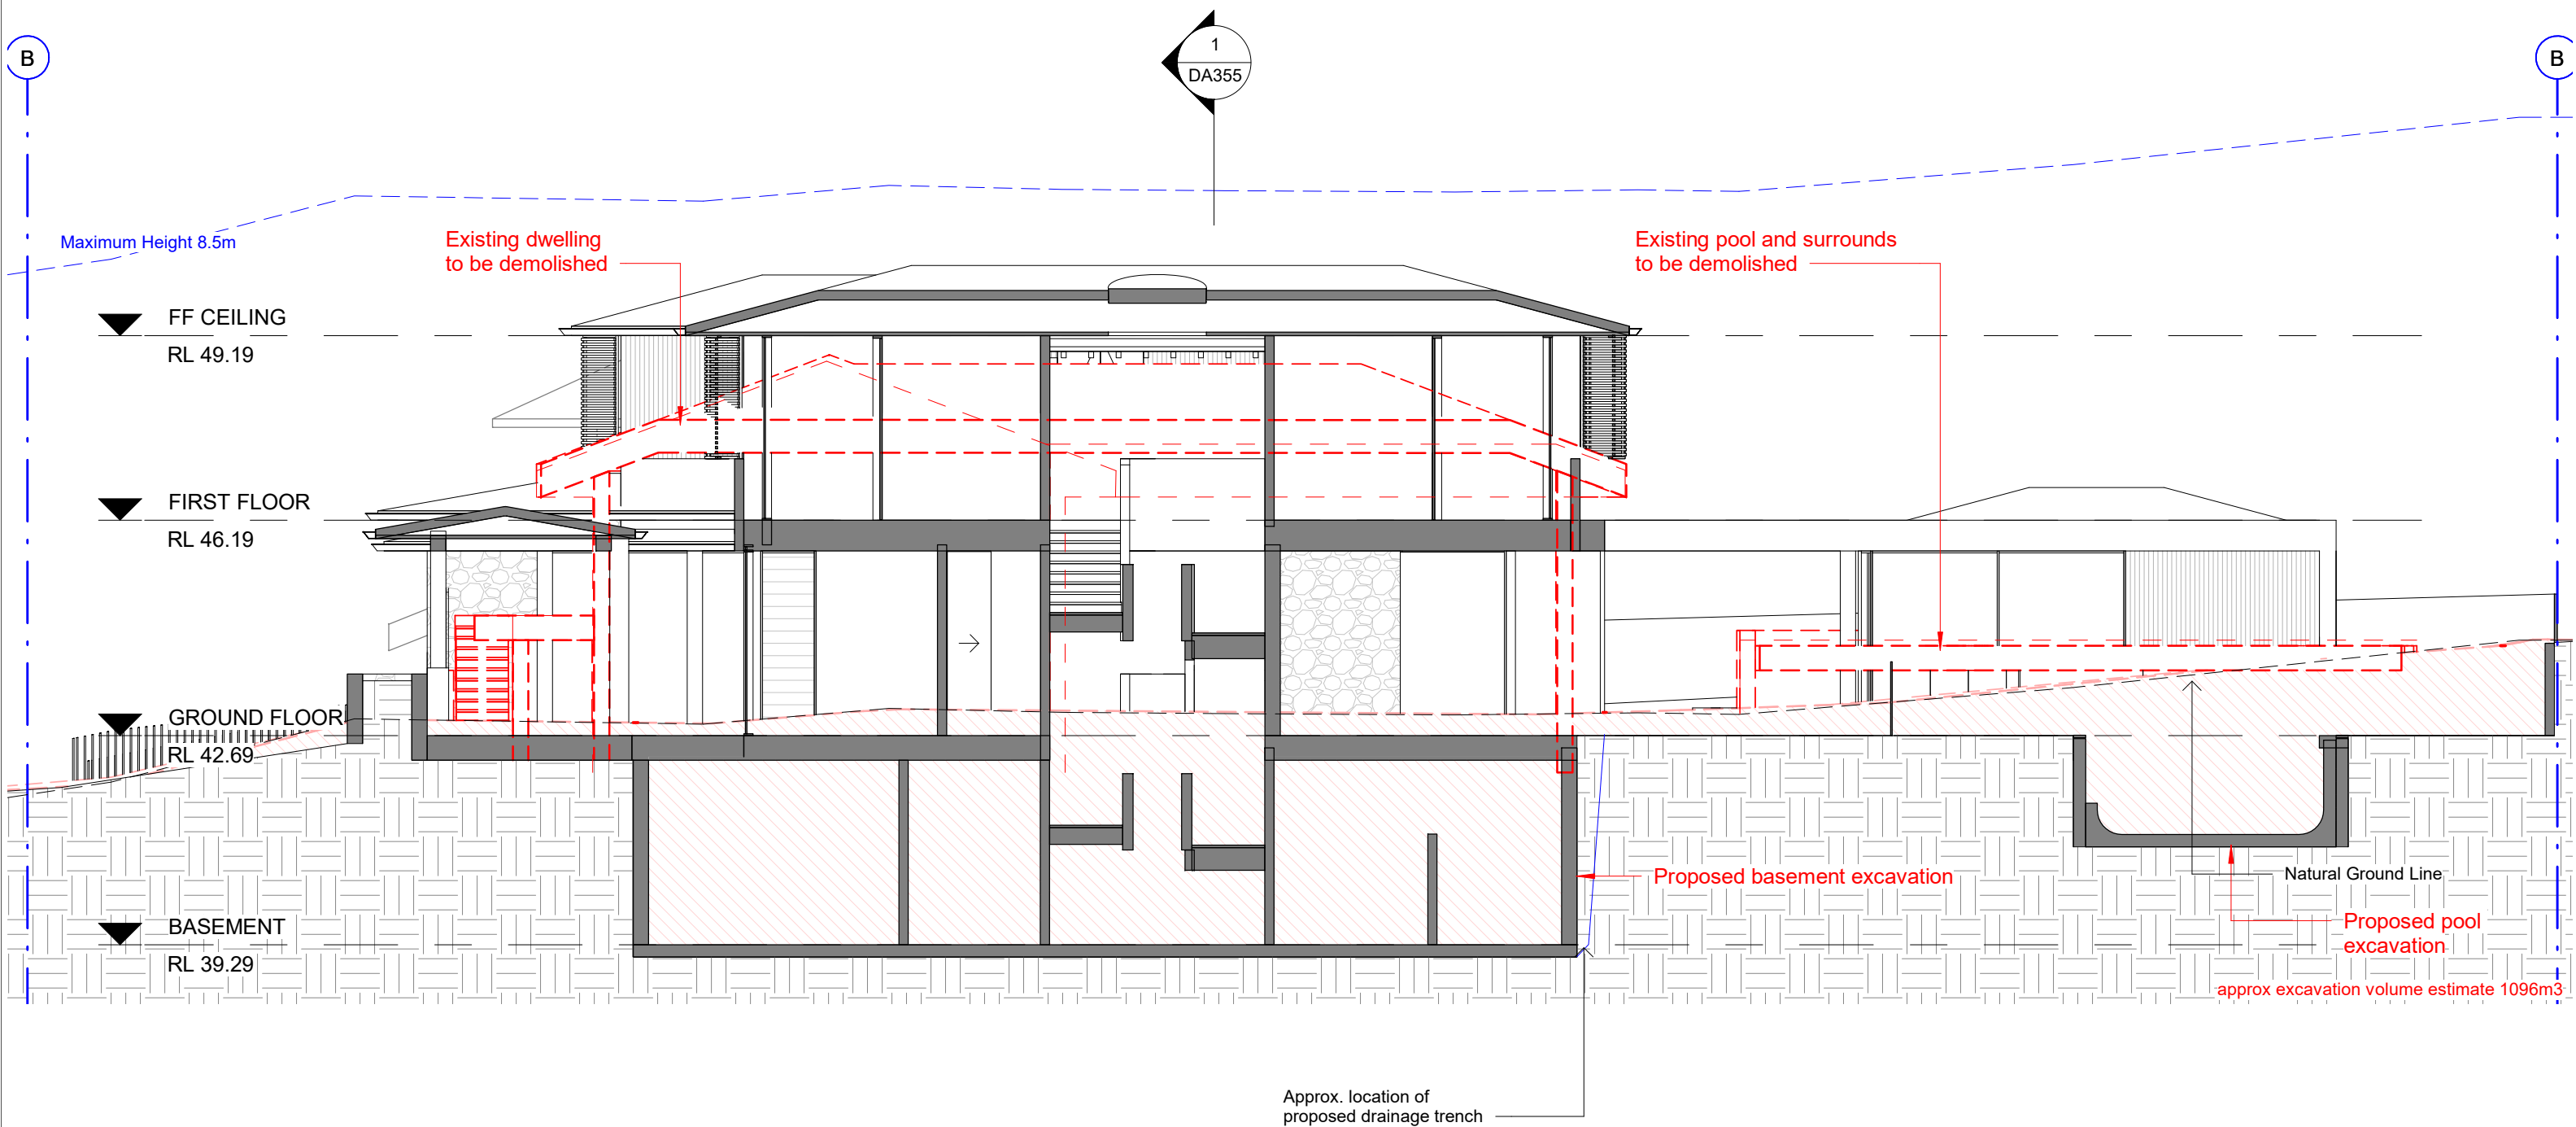 B
1
DA355
B
Maximum Height 8.5m
Existing dwelling
to be demolished
Existing pool and surrounds
to be demolished
FF CEILING
RL 49.19
FIRST FLOOR
RL 46.19
GROUND FLOOR
RL 42.69
Proposed basement excavation
Natural Ground Line
BASEMENT
RL 39.29
Proposed pool
excavation
approx excavation volume estimate 1096m3
Approx. location of
proposed drainage trench